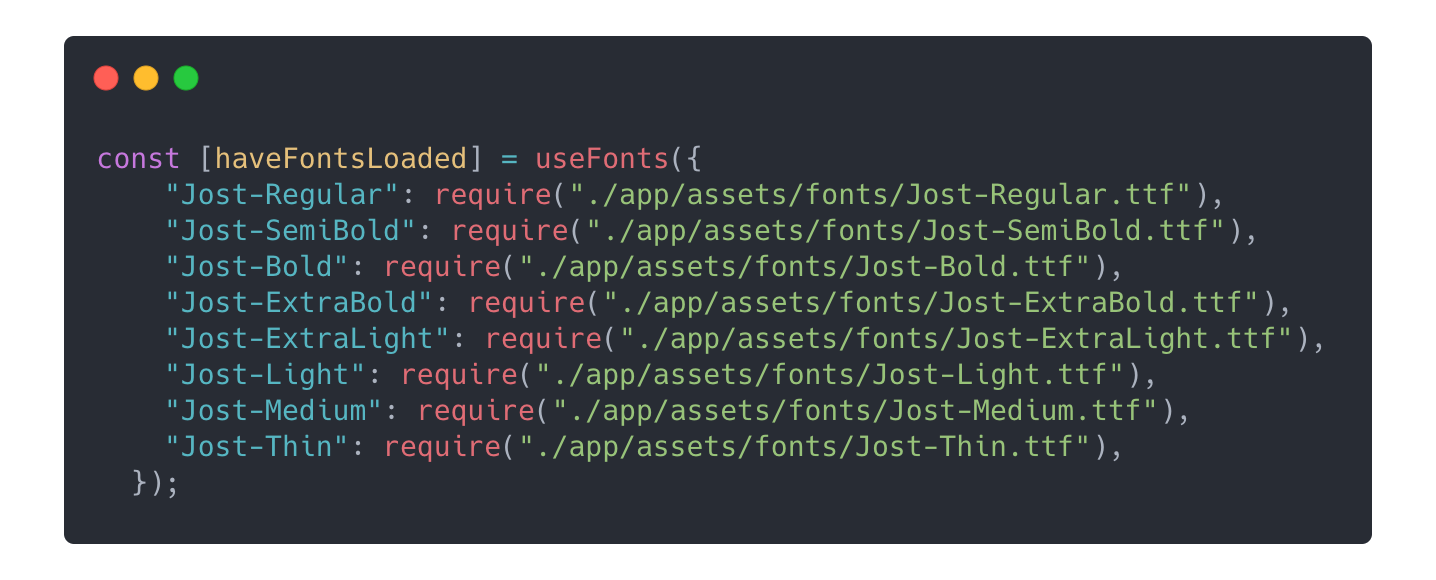 const [haveFontsLoaded] = useFonts({
    "Jost-Regular": require("./app/assets/fonts/Jost-Regular.ttf"),
    "Jost-SemiBold": require("./app/assets/fonts/Jost-SemiBold.ttf"),
    "Jost-Bold": require("./app/assets/fonts/Jost-Bold.ttf"),
    "Jost-ExtraBold": require("./app/assets/fonts/Jost-ExtraBold.ttf"),
    "Jost-ExtraLight": require("./app/assets/fonts/Jost-ExtraLight.ttf"),
    "Jost-Light": require("./app/assets/fonts/Jost-Light.ttf"),
    "Jost-Medium": require("./app/assets/fonts/Jost-Medium.ttf"),
    "Jost-Thin": require("./app/assets/fonts/Jost-Thin.ttf"),
  });